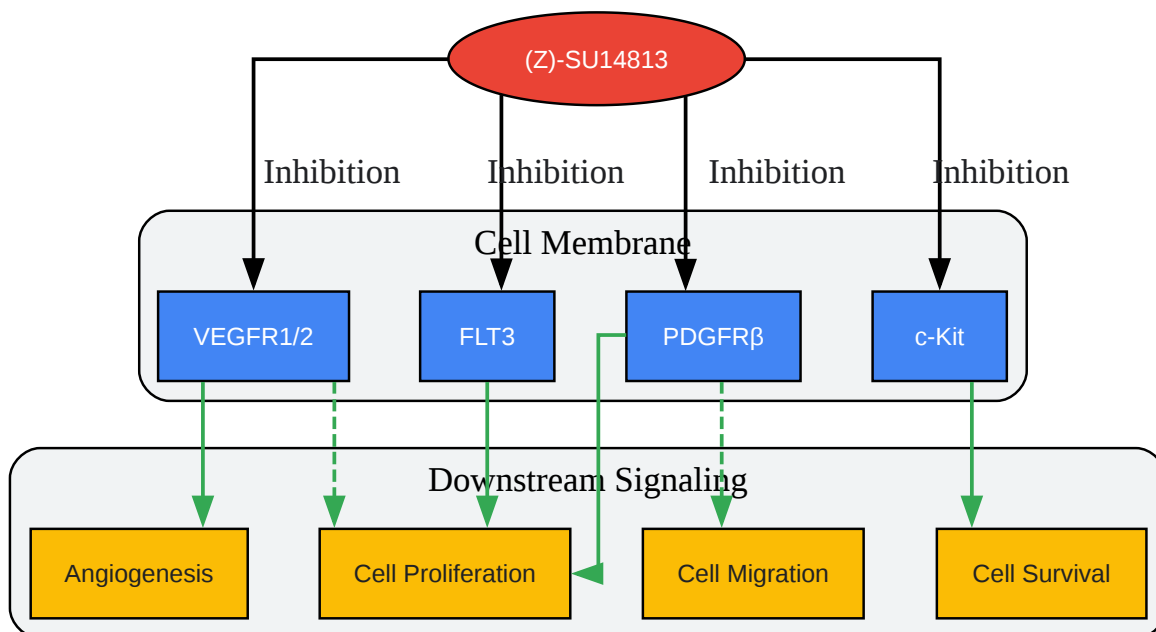 (Z)-SU14813
Inhibition
Inhibition
Inhibition
Inhibition
Cell Membrane
VEGFR1/2
FLT3
PDGFRβ
c-Kit
Downstream Signaling
Angiogenesis
Cell Proliferation
Cell Migration
Cell Survival